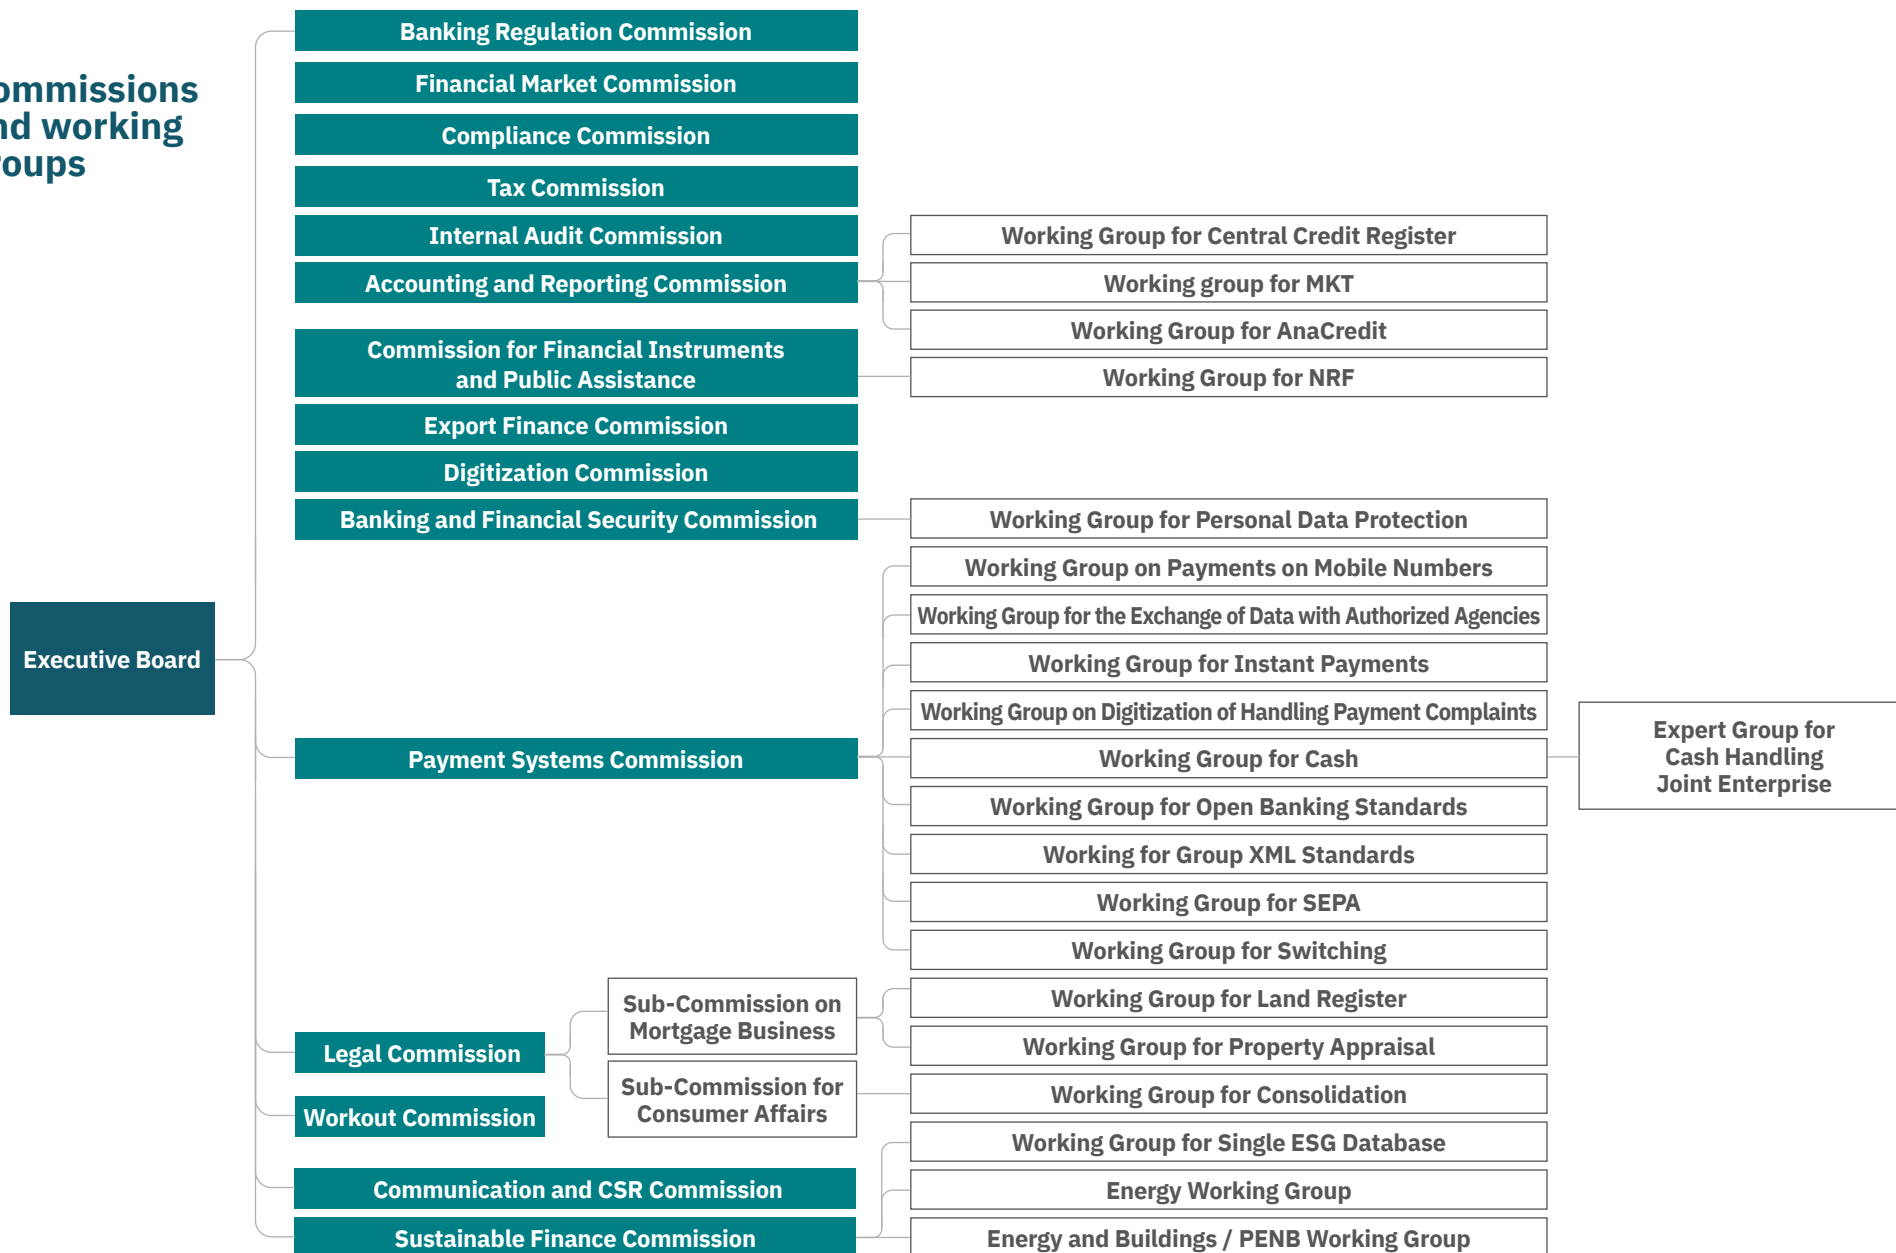 ommissions
nd working
roups
Executive Board
Banking Regulation Commission
Financial Market Commission
Compliance Commission
Tax Commission
Internal Audit Commission
Accounting and Reporting Commission
Working Group for Central Credit Register
Working group for MKT
Working Group for AnaCredit
Commission for Financial Instruments
and Public Assistance
Working Group for NRF
Export Finance Commission
Digitization Commission
Banking and Financial Security Commission
Working Group for Personal Data Protection
Payment Systems Commission
Working Group on Payments on Mobile Numbers
Working Group for the Exchange of Data with Authorized Agencies
Working Group for Instant Payments
Working Group on Digitization of Handling Payment Complaints
Working Group for Cash
Expert Group for
Cash Handling
Joint Enterprise
Working Group for Open Banking Standards
Working for Group XML Standards
Working Group for SEPA
Working Group for Switching
Legal Commission
Sub-Commission on
Mortgage Business
Working Group for Land Register
Working Group for Property Appraisal
Sub-Commission for
Consumer Affairs
Working Group for Consolidation
Workout Commission
Communication and CSR Commission
Sustainable Finance Commission
Working Group for Single ESG Database
Energy Working Group
Energy and Buildings / PENB Working Group